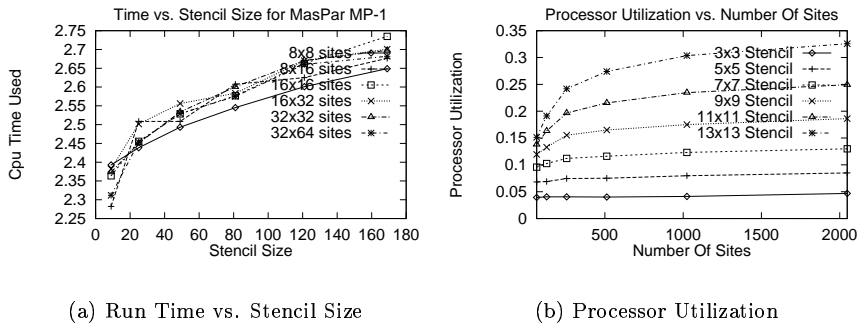 Time vs. Stencil Size for MasPar MP-1
Cpu Time Used
2.75
2.7
2.65
2.6
2.55
2.5
2.45
2.4
2.35
2.3
2.25
8x8 sites
8x16 sites
16x16 sites
16x32 sites
32x32 sites
32x64 sites
0 20 40 60 80 100 120 140 160 180
Stencil Size
(a) Run Time vs. Stencil Size
Processor Utilization vs. Number Of Sites
Processor Utilization
0.35
0.3
0.25
0.2
0.15
0.1
0.05
0
3x3 Stencil
5x5 Stencil
7x7 Stencil
9x9 Stencil
11x11 Stencil
13x13 Stencil
500 1000 1500 2000
Number Of Sites
(b) Processor Utilization